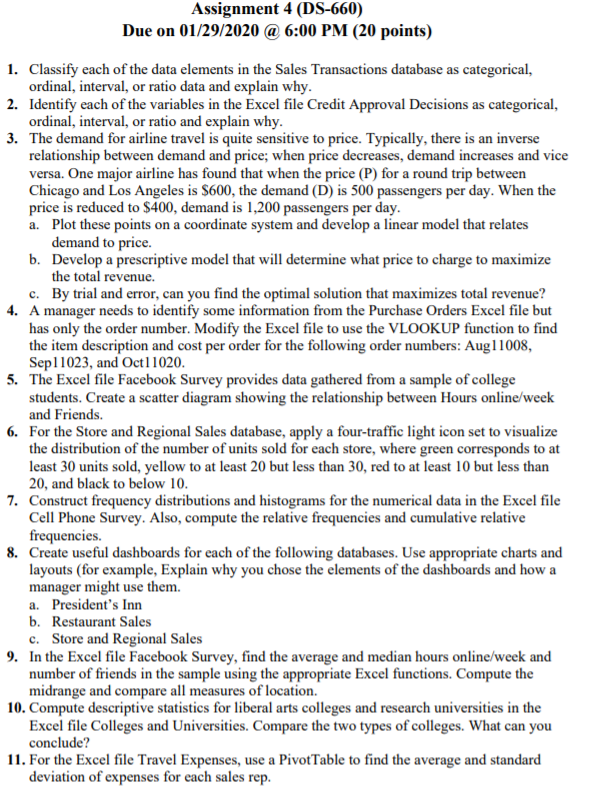 Assignment 4 (DS-660)
Due on 01/29/2020 @ 6:00 PM (20 points)
1. Classify each of the data elements in the Sales Transactions database as categorical,
ordinal, interval, or ratio data and explain why.
2. Identify each of the variables in the Excel file Credit Approval Decisions as categorical,
ordinal, interval, or ratio and explain why.
3. The demand for airline travel is quite sensitive to price. Typically, there is an inverse
relationship between demand and price; when price decreases, demand increases and vice
versa. One major airline has found that when the price (P) for a round trip between
Chicago and Los Angeles is $600, the demand (D) is 500 passengers per day. When the
price is reduced to $400, demand is 1,200 passengers per day.
a. Plot these points on a coordinate system and develop a linear model that relates
demand to price.
b. Develop a prescriptive model that will determine what price to charge to maximize
the total revenue.
c. By trial and error, can you find the optimal solution that maximizes total revenue?
4. A manager needs to identify some information from the Purchase Orders Excel file but
has only the order number. Modify the Excel file to use the VLOOKUP function to find
the item description and cost per order for the following order numbers: Aug11008,
Sep11023, and Oct11020.
5. The Excel file Facebook Survey provides data gathered from a sample of college
students. Create a scatter diagram showing the relationship between Hours online/week
and Friends.
6. For the Store and Regional Sales database, apply a four-traffic light icon set to visualize
the distribution of the number of units sold for each store, where green corresponds to at
least 30 units sold, yellow to at least 20 but less than 30, red to at least 10 but less than
20, and black to below 10.
7. Construct frequency distributions and histograms for the numerical data in the Excel file
Cell Phone Survey. Also, compute the relative frequencies and cumulative relative
frequencies.
8. Create useful dashboards for each of the following databases. Use appropriate charts and
layouts (for example, Explain why you chose the elements of the dashboards and how a
manager might use them.
a. President's Inn
b. Restaurant Sales
c. Store and Regional Sales
9. In the Excel file Facebook Survey, find the average and median hours online/week and
number of friends in the sample using the appropriate Excel functions. Compute the
midrange and compare all measures of location.
10. Compute descriptive statistics for liberal arts colleges and research universities in the
Excel file Colleges and Universities. Compare the two types of colleges. What can you
conclude?
11. For the Excel file Travel Expenses, use a PivotTable to find the average and standard
deviation of expenses for each sales rep.